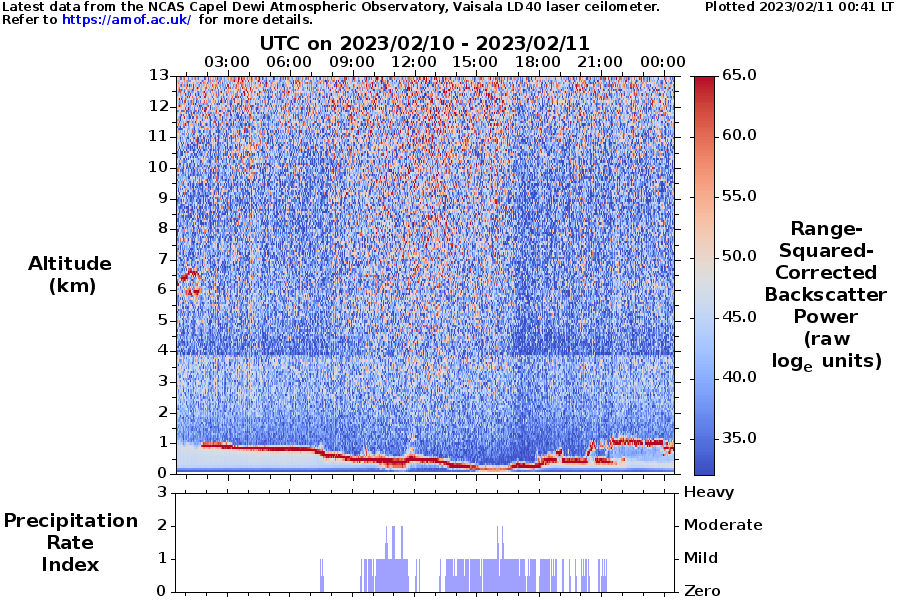 Latest data from the NCAS Capel Dewi Atmospheric Observatory, Vaisala LD40 laser ceilometer. Plotted 2023/02/11 00:41 LT
Refer to https://amof.ac.uk/ for more details.
UTC on 2023/02/10 - 2023/02/11
03:00 06:00 09:00 12:00 15:00 18:00 21:00 00:00
13
12
11
10
9
8
7
6
5
4
3
2
1
0
Altitude
(km)
65.0
60.0
55.0
50.0
45.0
40.0
35.0
Range-
Squared-
Corrected
Backscatter
Power
(raw
logₑ units)
Precipitation
Rate
Index
3
2
1
0
Heavy
Moderate
Mild
Zero